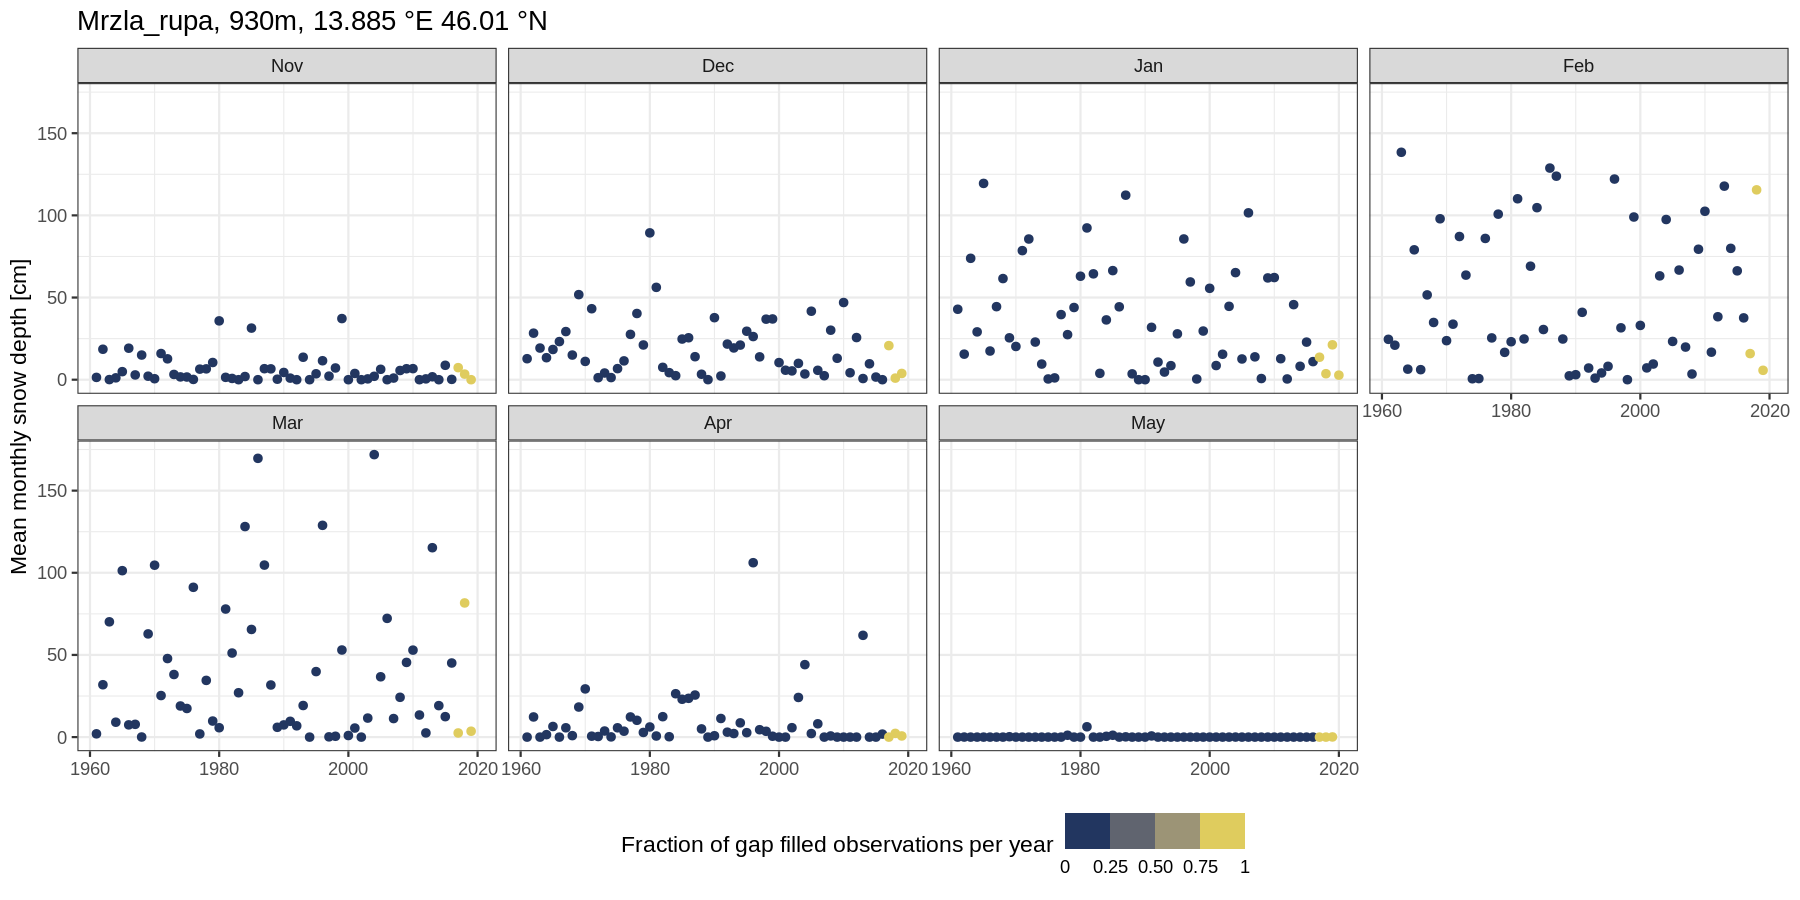 Mrzla_rupa, 930m, 13.885 °E 46.01 °N
Nov Dec Jan Feb
150
100
50
0
1960 1980 2000 2020
Mean monthly snow depth [cm]
Mar Apr May
150
100
50
0
1960 1980 2000 2020 1960 1980 2000 2020 1960 1980 2000 2020
Fraction of gap filled observations per year
0 0.25 0.50 0.75 1